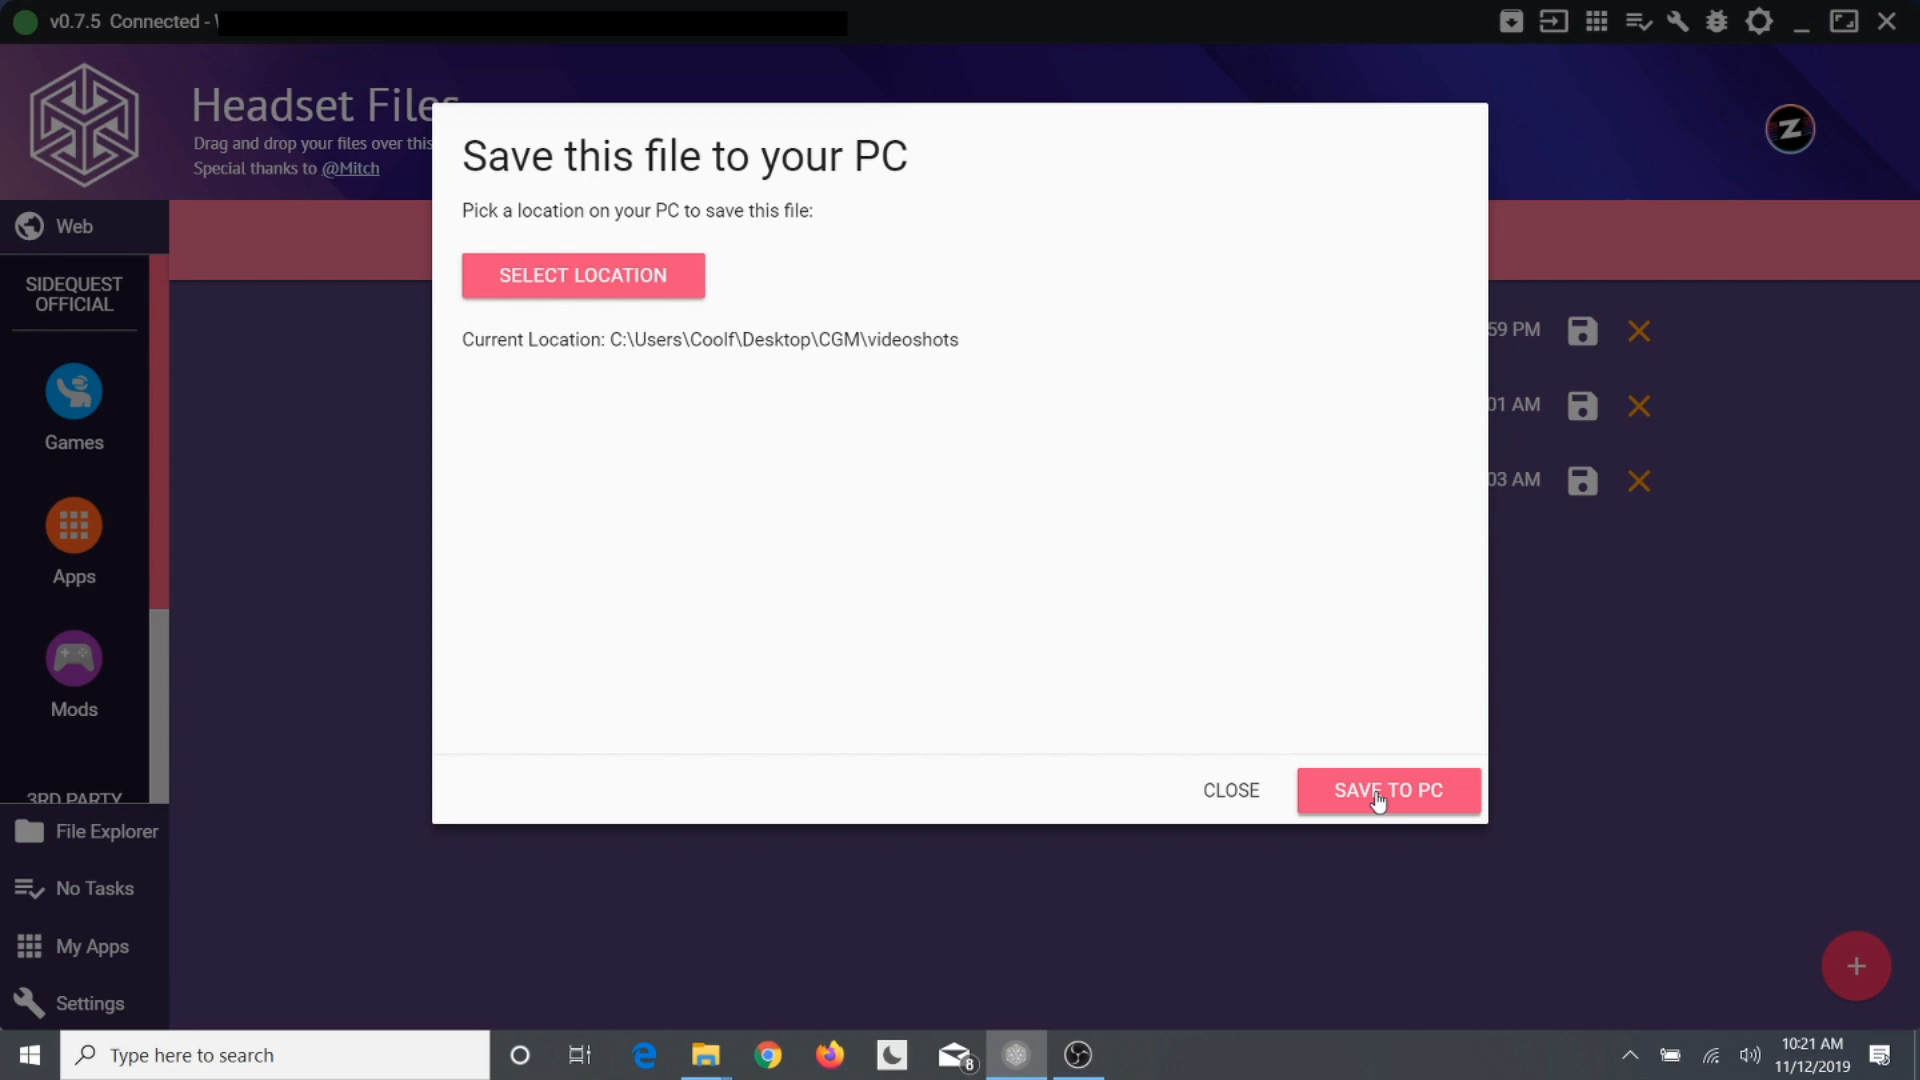 v0.7.5 Connected -
Headset Files
Drag and drop your files over this
Special thanks to @Mitch
Web
SIDEQUEST
OFFICIAL
Games
Apps
Mods
3RD PARTY
File Explorer
No Tasks
My Apps
Settings
Save this file to your PC
Pick a location on your PC to save this file:
SELECT LOCATION
Current Location: C:\Users\Coolf\Desktop\CGM\videoshots
CLOSE
SAVE TO PC
59 PM
01 AM
03 AM
Type here to search
8
10:21 AM
11/12/2019